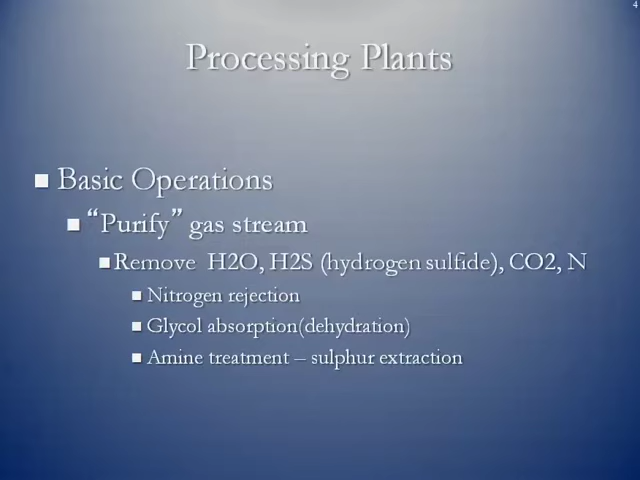 4
Processing Plants
■ Basic Operations
■ “Purify” gas stream
■ Remove H2O, H2S (hydrogen sulfide), CO2, N
■ Nitrogen rejection
■ Glycol absorption(dehydration)
■ Amine treatment – sulphur extraction